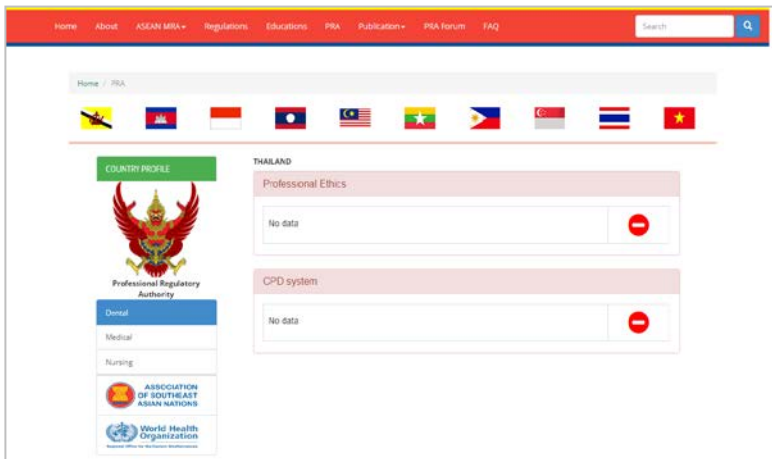 Home About ASEAN MRA Regulations Educations PRA Publication PRA Forum FAQ Search
Home / PRA
COUNTRY PROFILE
Professional Regulatory
Authority
Dental
Medical
Nursing
ASSOCIATION
OF SOUTHEAST
ASIAN NATIONS
World Health
Organization
THAILAND
Professional Ethics
No data
CPD system
No data